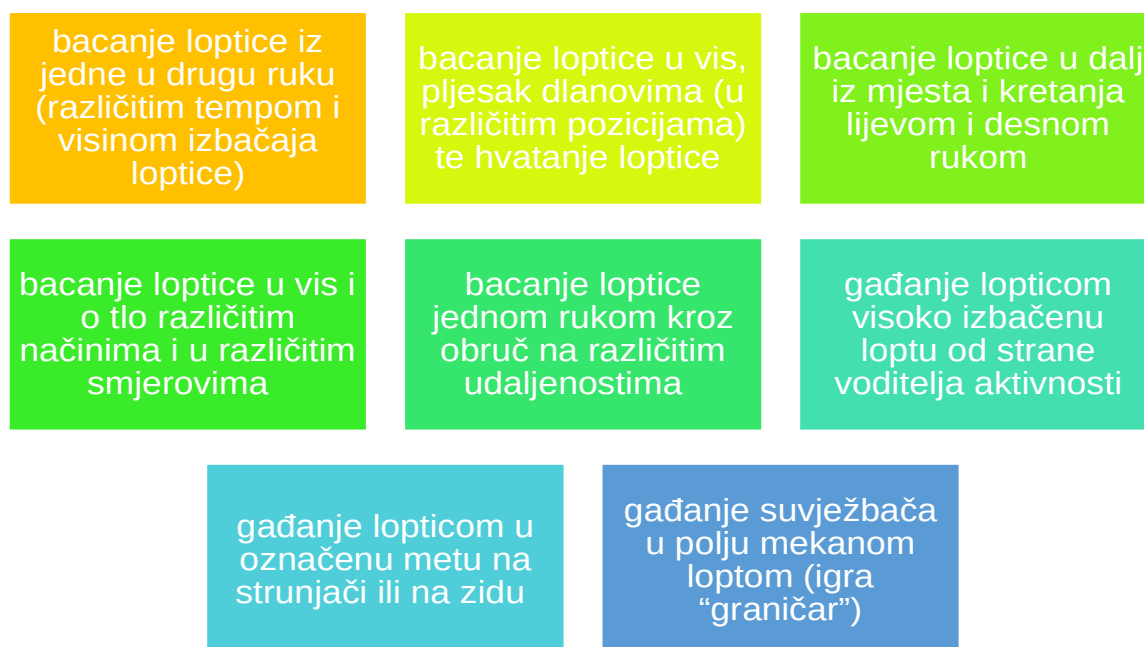 bacanje loptice iz
jedne u drugu ruku
(različitim tempom i
visinom izbačaja
loptice)
bacanje loptice u vis,
pljesak dlanovima (u
različitim pozicijama)
te hvatanje loptice
bacanje loptice u dalj
iz mjesta i kretanja
lijevom i desnom
rukom
bacanje loptice u vis i
o tlo različitim
načinima i u različitim
smjerovima
bacanje loptice
jednom rukom kroz
obruč na različitim
udaljenostima
gađanje lopticom
visoko izbačenu
loptu od strane
voditelja aktivnosti
gađanje lopticom u
označenu metu na
strunjači ili na zidu
gađanje suvježbača
u polju mekanom
loptom (igra
“graničar”)